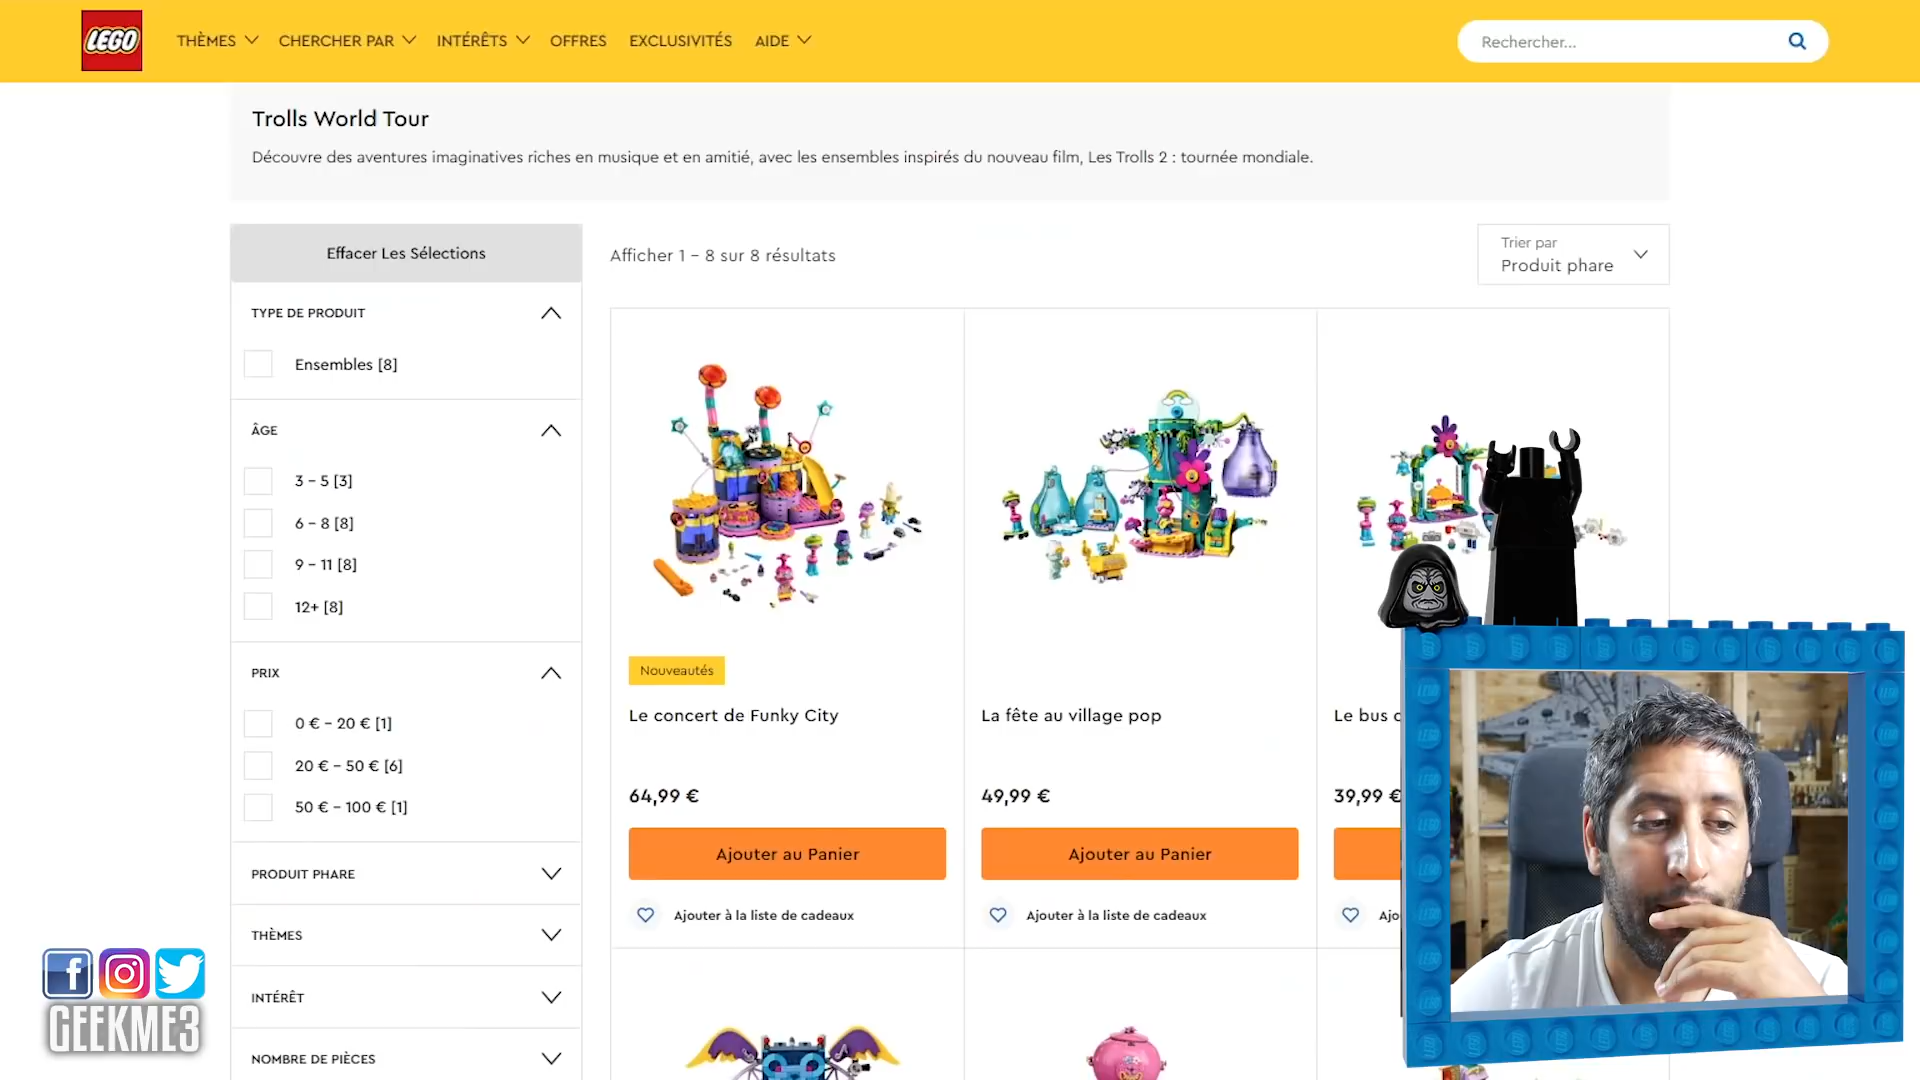 LEGO
THÈMES
CHERCHER PAR
INTÉRÊTS
OFFRES
EXCLUSIVITÉS
AIDE
Rechercher...
Trolls World Tour
Découvre des aventures imaginatives riches en musique et en amitié, avec les ensembles inspirés du nouveau film, Les Trolls 2 : tournée mondiale.
Effacer Les Sélections
Afficher 1 - 8 sur 8 résultats
Trier par
Produit phare
TYPE DE PRODUIT
Ensembles [8]
ÂGE
3 - 5 [3]
6 - 8 [8]
9 - 11 [8]
12+ [8]
PRIX
0 € - 20 € [1]
20 € - 50 € [6]
50 € - 100 € [1]
PRODUIT PHARE
THÈMES
INTÉRÊT
NOMBRE DE PIÈCES
Nouveautés
Le concert de Funky City
64,99 €
Ajouter au Panier
Ajouter à la liste de cadeaux
La fête au village pop
49,99 €
Ajouter au Panier
Ajouter à la liste de cadeaux
Le bus
39,99 €
GEEKME3